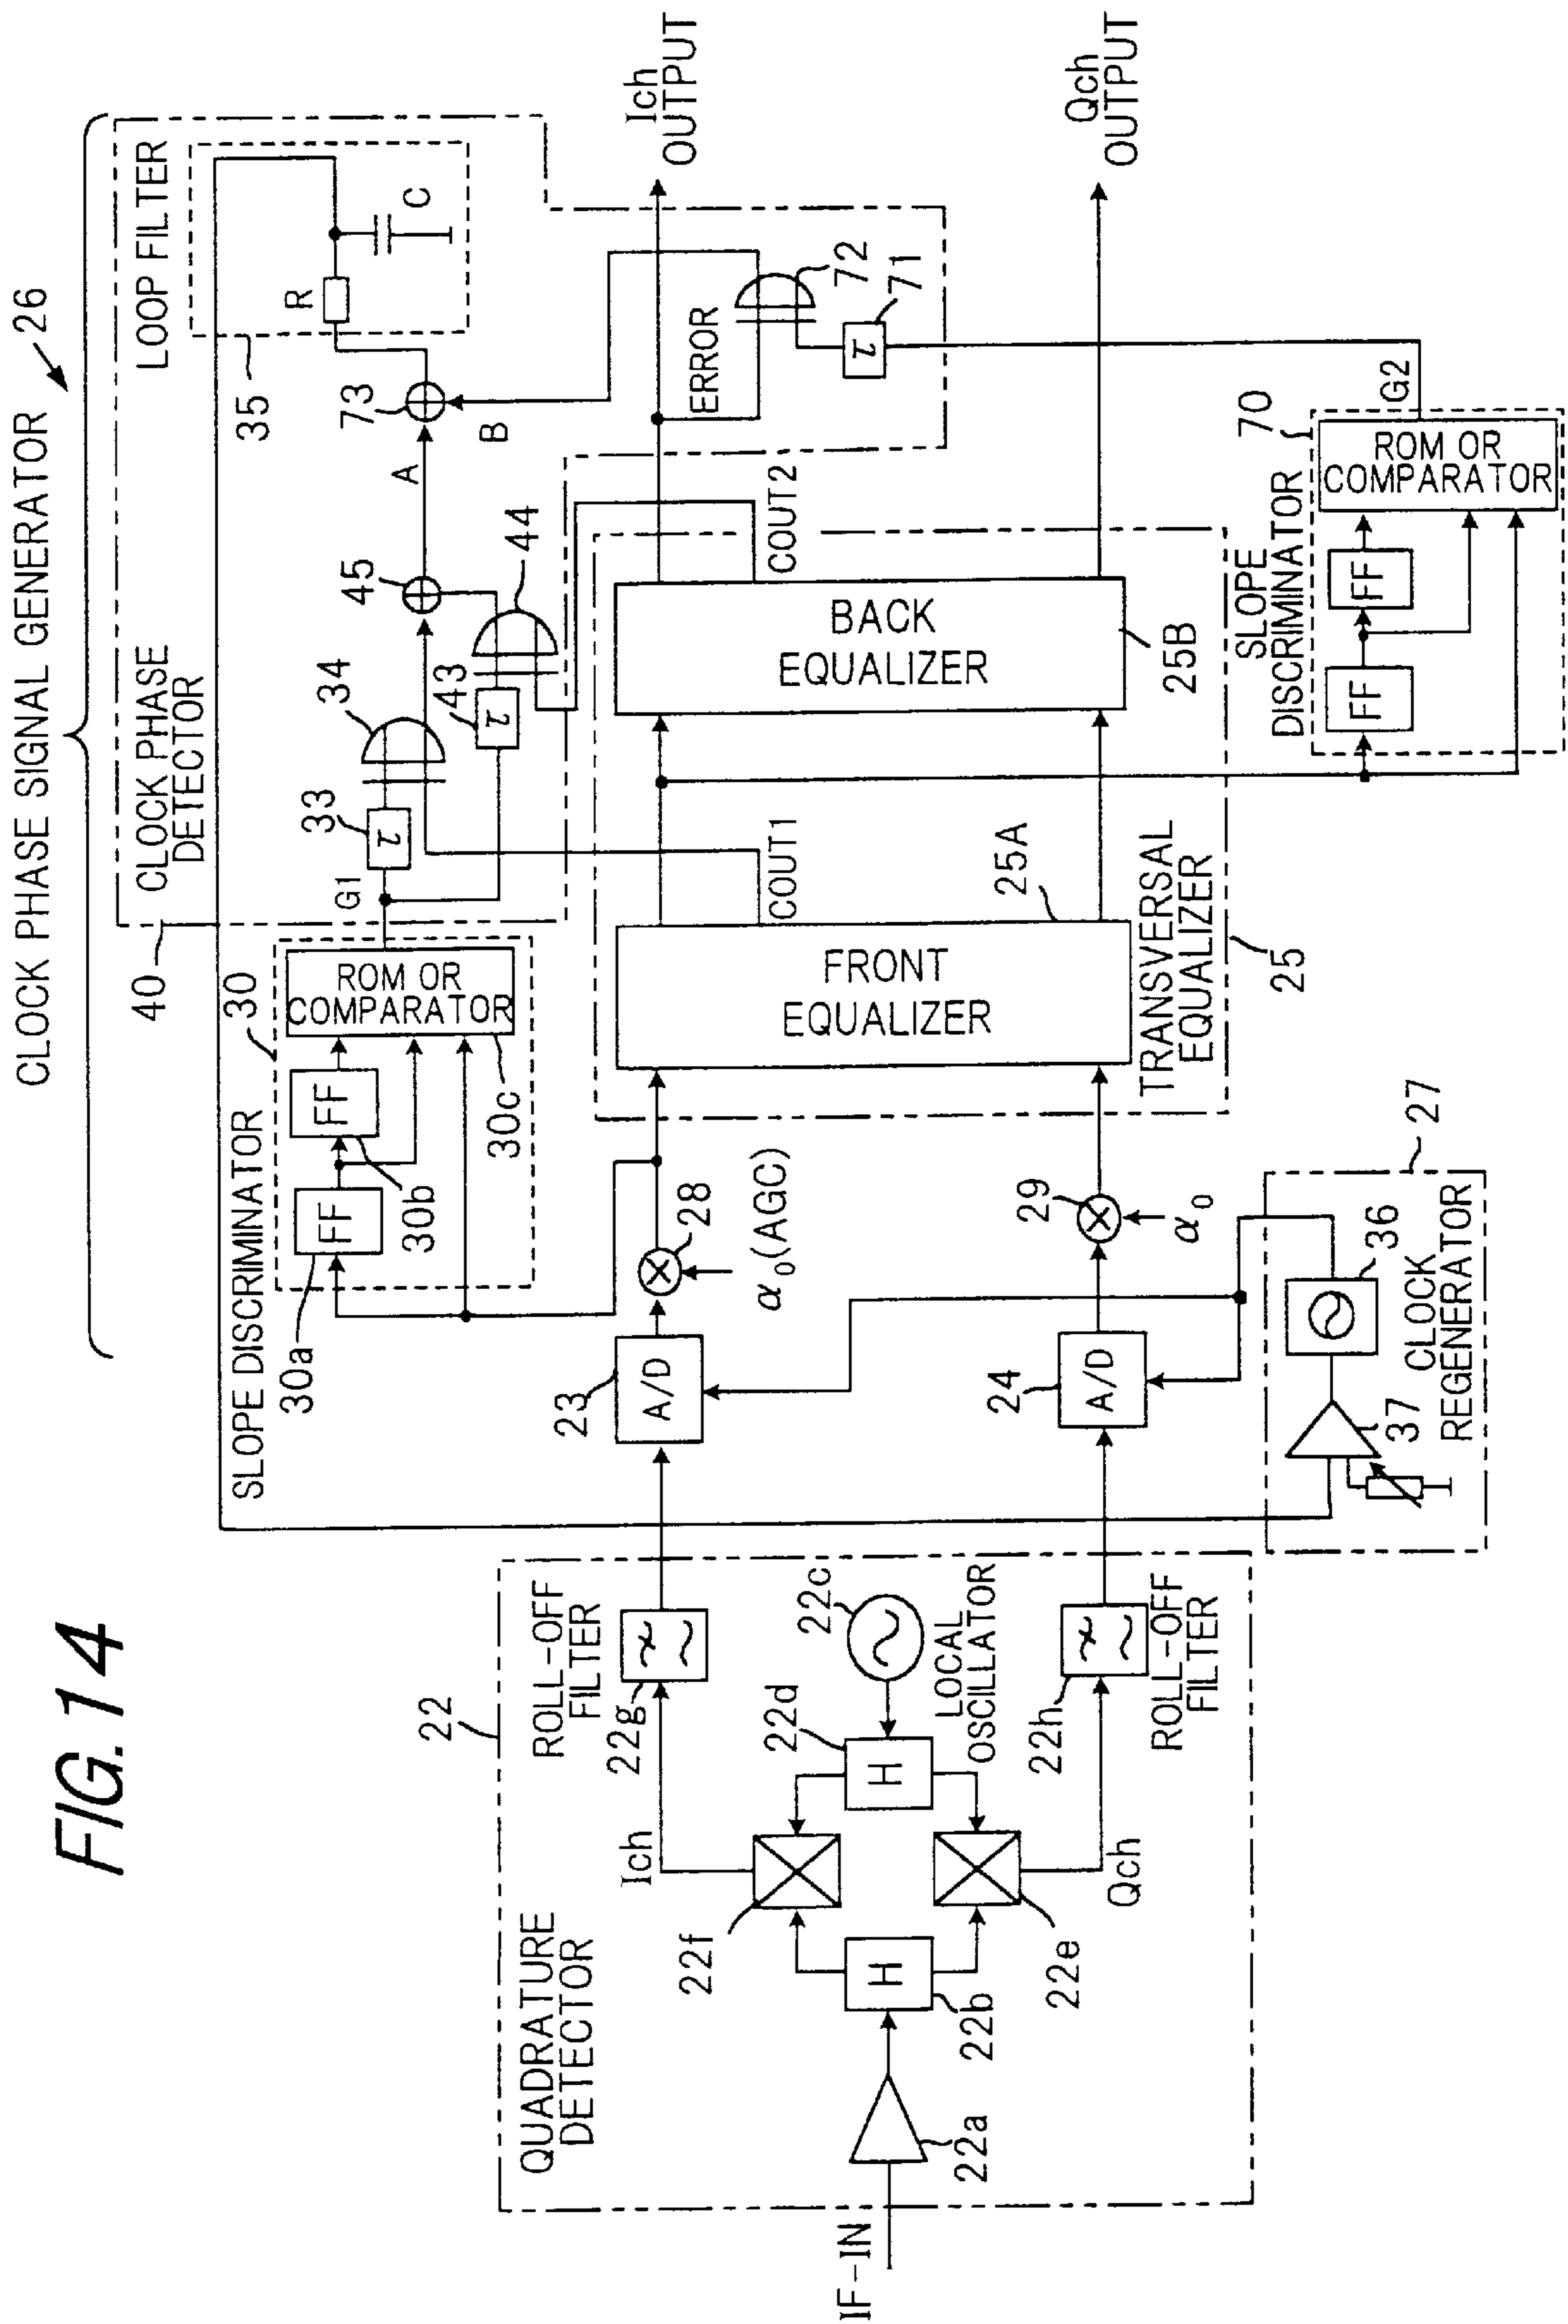 FIG. 14
CLOCK PHASE SIGNAL GENERATOR 26
40
CLOCK PHASE
DETECTOR
LOOP FILTER
35
R
C
SLOPE DISCRIMINATOR
30
30a
FF
30b
FF
ROM OR
COMPARATOR
30c
G1
33
τ
34
43
τ
44
45
A
73
B
QUADRATURE
DETECTOR
22
IF-IN
22a
22b
H
22f
22e
Ich
Qch
22d
H
22c
LOCAL
OSCILLATOR
ROLL-OFF
FILTER
22g
22h
ROLL-OFF
FILTER
23
A/D
28
α0(AGC)
24
A/D
29
α0
FRONT
EQUALIZER
25A
COUT1
BACK
EQUALIZER
25B
COUT2
TRANSVERSAL
EQUALIZER
25
ERROR
72
71
τ
Ich
OUTPUT
Qch
OUTPUT
27
36
37
CLOCK
REGENERATOR
SLOPE
DISCRIMINATOR
70
FF
FF
ROM OR
COMPARATOR
G2